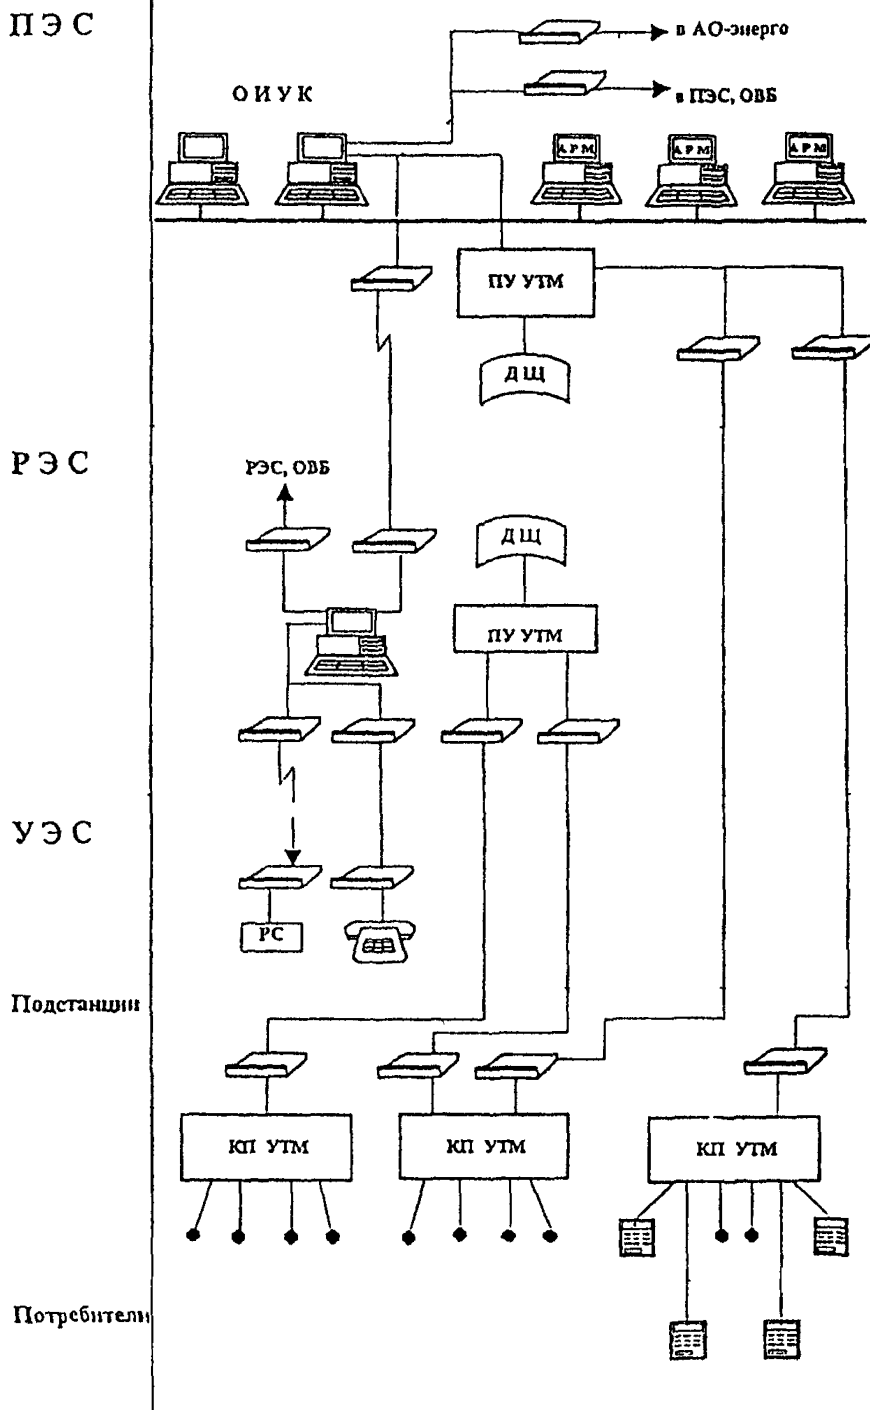 ПЭС
в АО-энерго
ОИУК
в ПЭС, ОВБ
АРМ
АРМ
АРМ
ПУ УТМ
ДЩ
РЭС
РЭС, ОВБ
ДЩ
ПУ УТМ
УЭС
РС
Подстанции
КП УТМ
КП УТМ
КП УТМ
Потребители